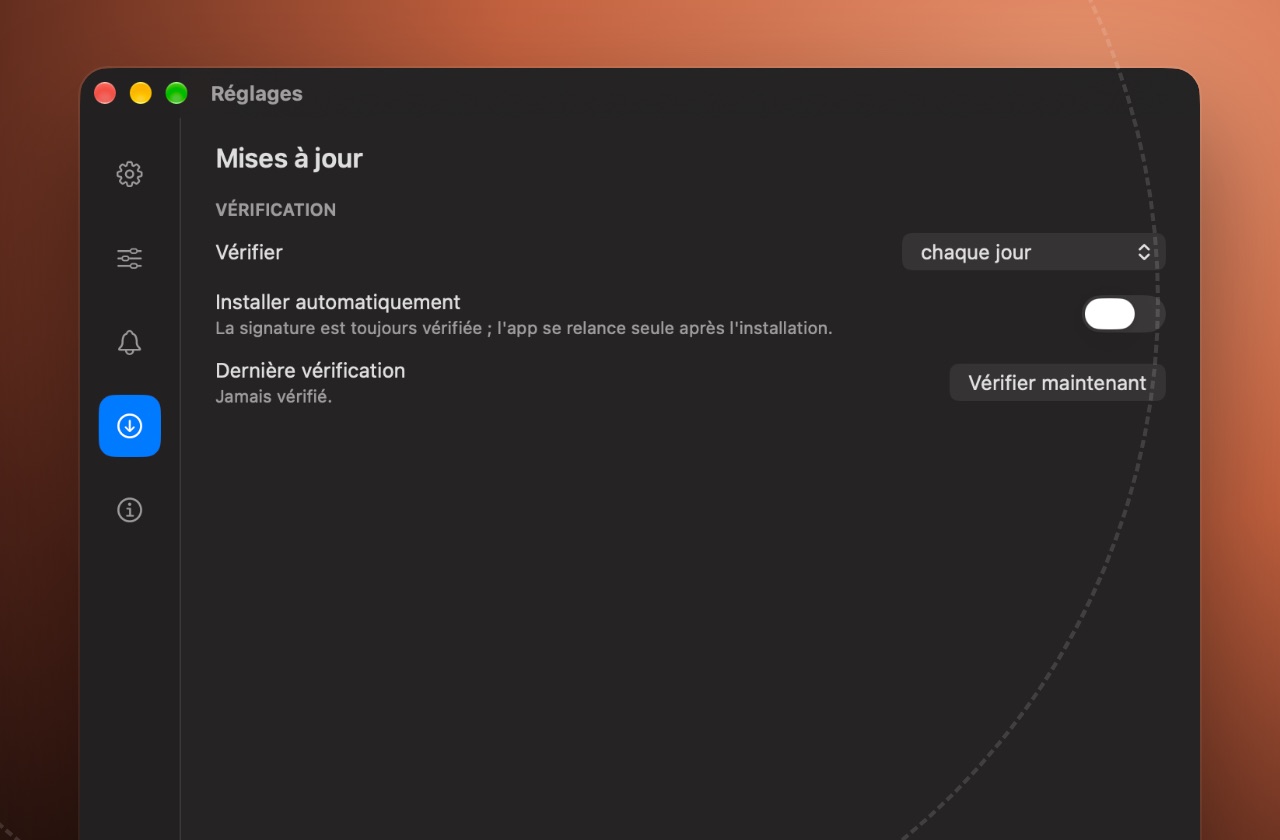 Réglages
Mises à jour
VÉRIFICATION
Vérifier
chaque jour
Installer automatiquement
La signature est toujours vérifiée ; l'app se relance seule après l'installation.
Dernière vérification
Jamais vérifié.
Vérifier maintenant